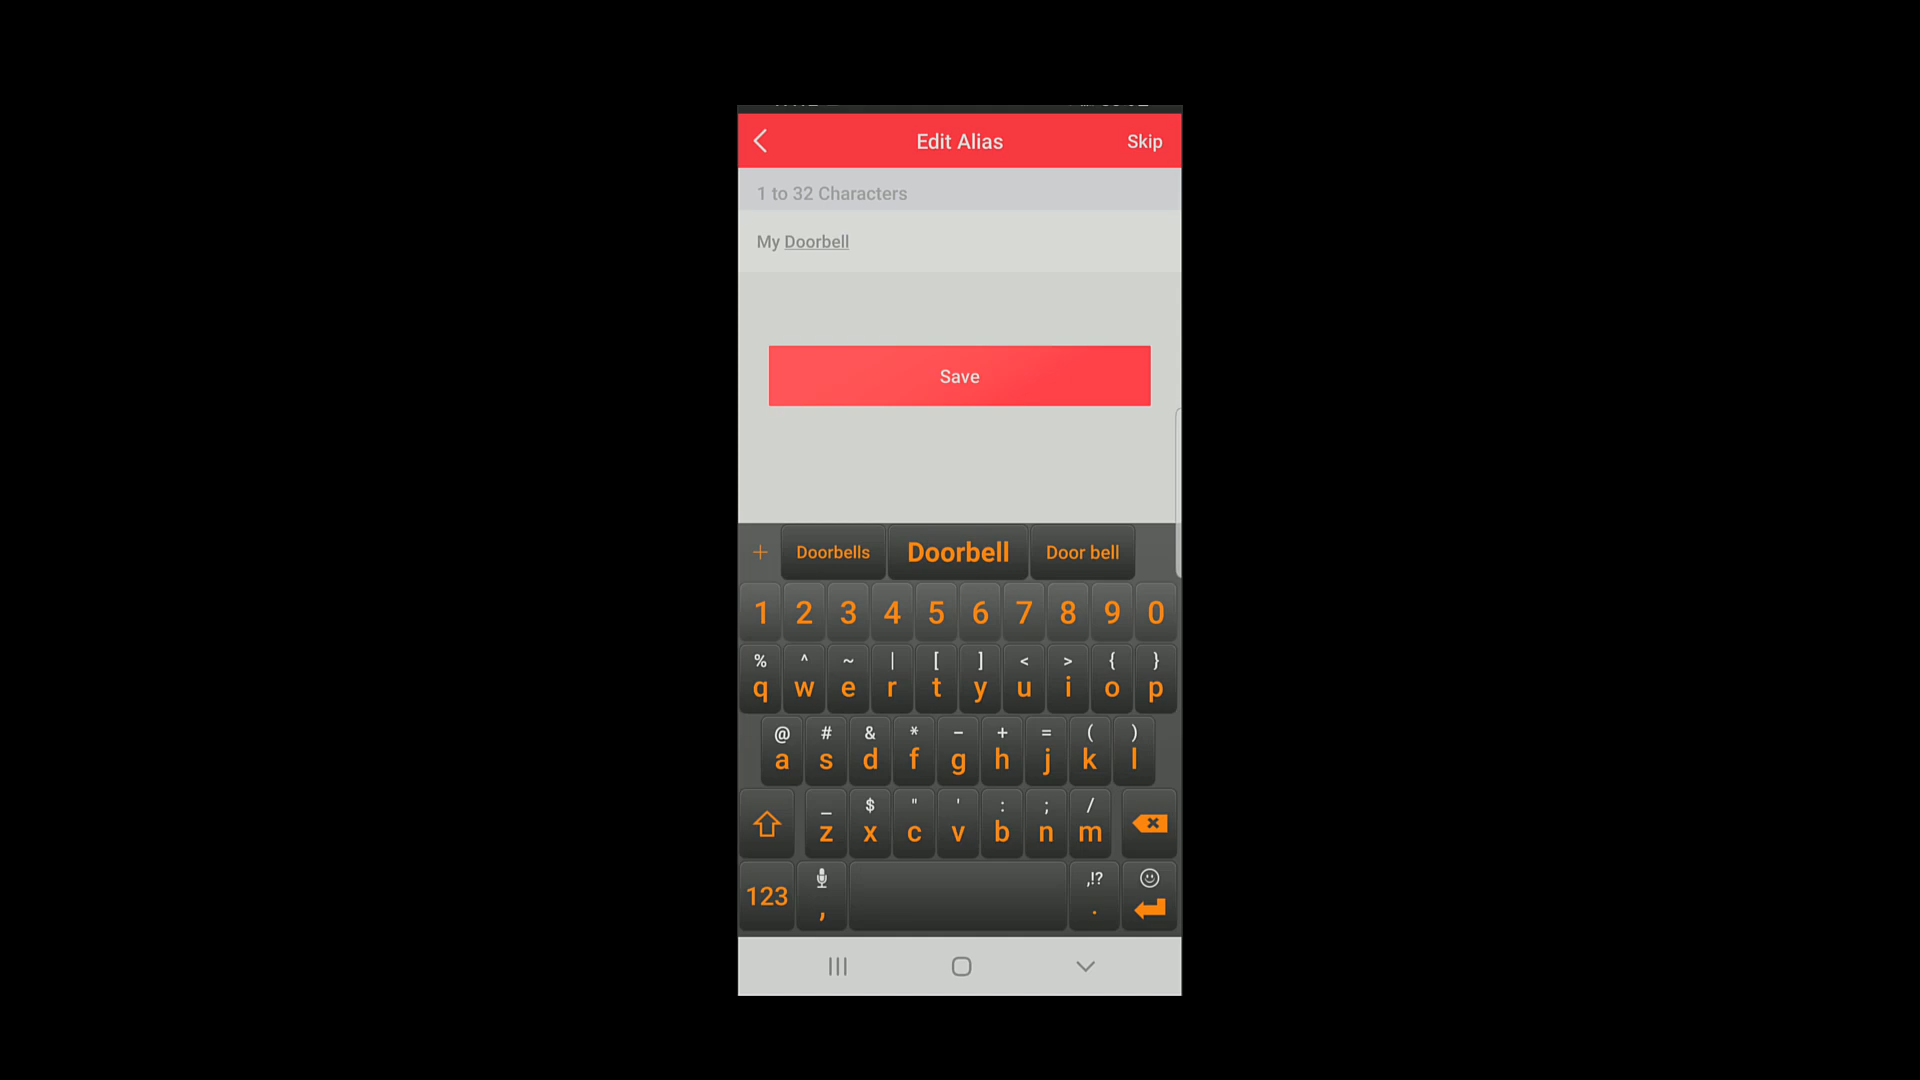 Edit Alias Skip
1 to 32 Characters
My Doorbell
Save
+ Doorbells Doorbell Door bell
1 2 3 4 5 6 7 8 9 0
% ^ ~ | [ ] < > { }
q w e r t y u i o p
@ # & * - + = ( )
a s d f g h j k l
_ $ " ' : ; /
z x c v b n m
,!?
123 , .